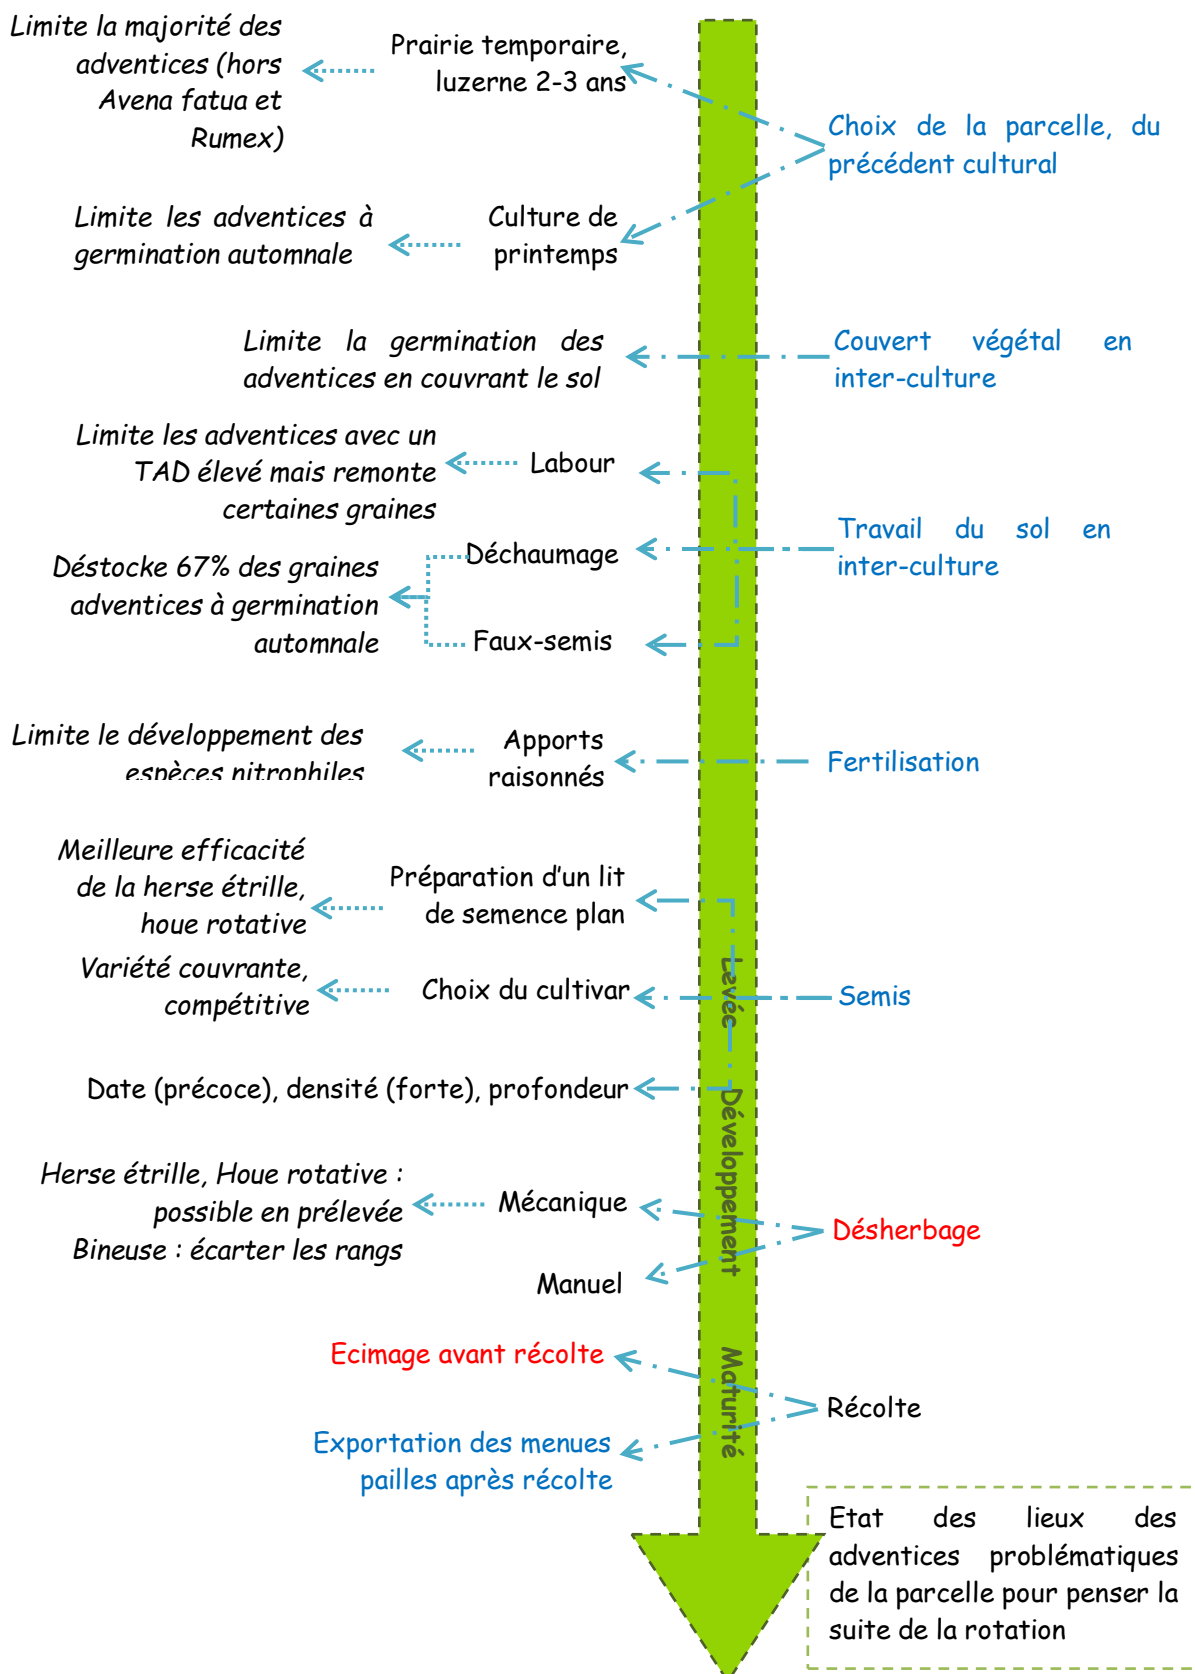 Limite la majorité des
adventices (hors
Avena fatua et
Rumex)
Prairie temporaire,
luzerne 2-3 ans
Choix de la parcelle, du
précédent cultural
Limite les adventices à
germination automnale
Culture de
printemps
Limite la germination des
adventices en couvrant le sol
Couvert végétal en
inter-culture
Limite les adventices avec un
TAD élevé mais remonte
certaines graines
Labour
Déstocke 67% des graines
adventices à germination
automnale
Déchaumage
Faux-semis
Travail du sol en
inter-culture
Limite le développement des
espèces nitrophiles
Apports
raisonnés
Fertilisation
Meilleure efficacité
de la herse étrille,
houe rotative
Préparation d'un lit
de semence plan
Variété couvrante,
compétitive
Choix du cultivar
Levée
Semis
Date (précoce), densité (forte), profondeur
Développement
Herse étrille, Houe rotative :
possible en prélevée
Bineuse : écarter les rangs
Mécanique
Manuel
Désherbage
Ecimage avant récolte
Maturité
Récolte
Exportation des menues
pailles après récolte
Etat des lieux des
adventices problématiques
de la parcelle pour penser la
suite de la rotation